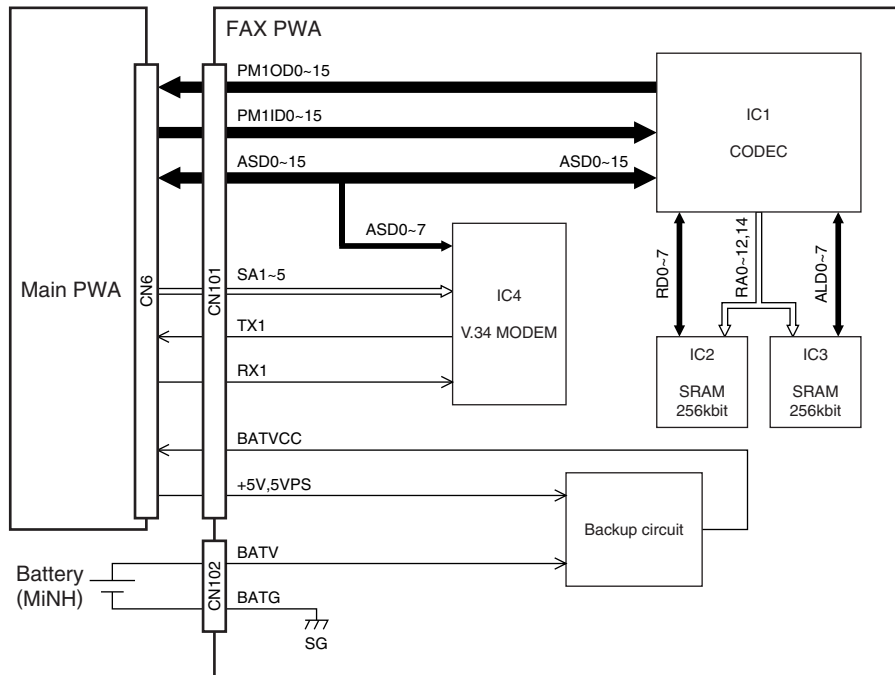 FAX PWA
PM1OD0~15
PM1ID0~15
ASD0~15
ASD0~15
IC1
CODEC
ASD0~7
RD0~7
RA0~12,14
ALD0~7
Main PWA
CN6
CN101
SA1~5
IC4
V.34 MODEM
TX1
RX1
IC2
SRAM
256kbit
IC3
SRAM
256kbit
BATVCC
+5V,5VPS
Backup circuit
Battery
(MiNH)
CN102
BATV
BATG
SG